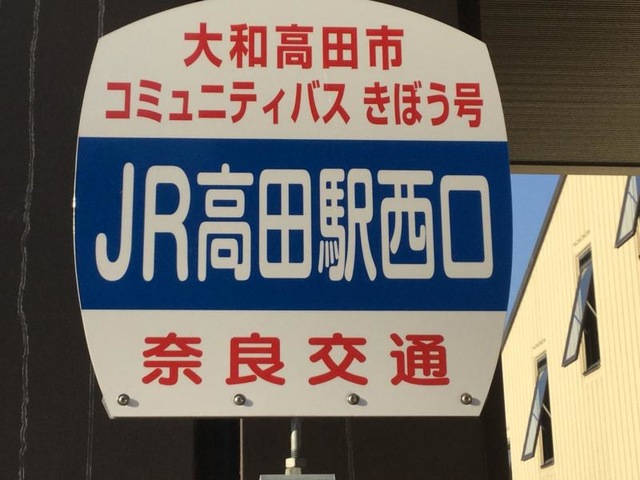 大和高田市
コミュニティバス きぼう号
JR高田駅西口
奈良交通